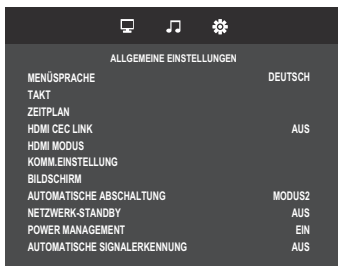 ALLGEMEINE EINSTELLUNGEN
MENÜSPRACHE DEUTSCH
TAKT
ZEITPLAN
HDMI CEC LINK AUS
HDMI MODUS
KOMM.EINSTELLUNG
BILDSCHIRM
AUTOMATISCHE ABSCHALTUNG MODUS2
NETZWERK-STANDBY AUS
POWER MANAGEMENT EIN
AUTOMATISCHE SIGNALERKENNUNG AUS